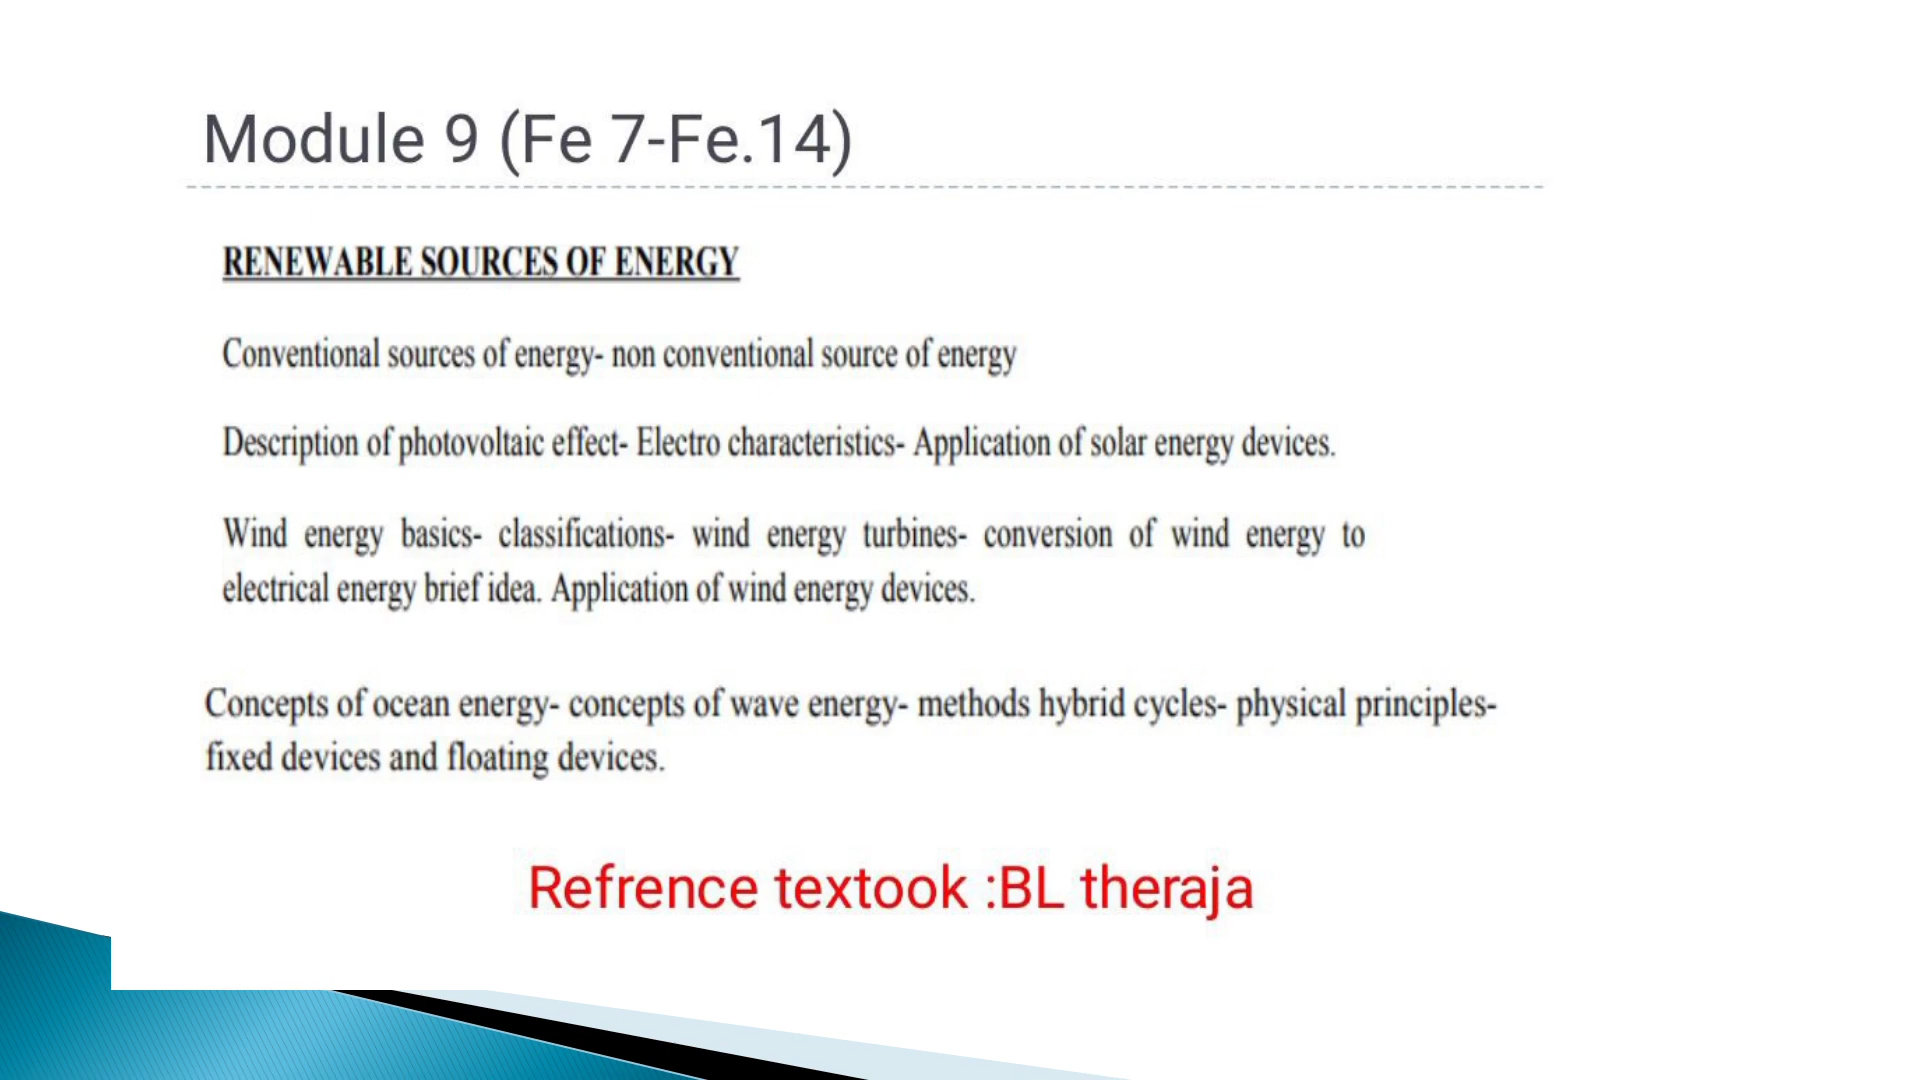 Module 9 (Fe 7-Fe.14)
RENEWABLE SOURCES OF ENERGY
Conventional sources of energy- non conventional source of energy
Description of photovoltaic effect- Electro characteristics- Application of solar energy devices.
Wind energy basics- classifications- wind energy turbines- conversion of wind energy to
electrical energy brief idea. Application of wind energy devices.
Concepts of ocean energy- concepts of wave energy- methods hybrid cycles- physical principles-
fixed devices and floating devices.
Refrence textook :BL theraja